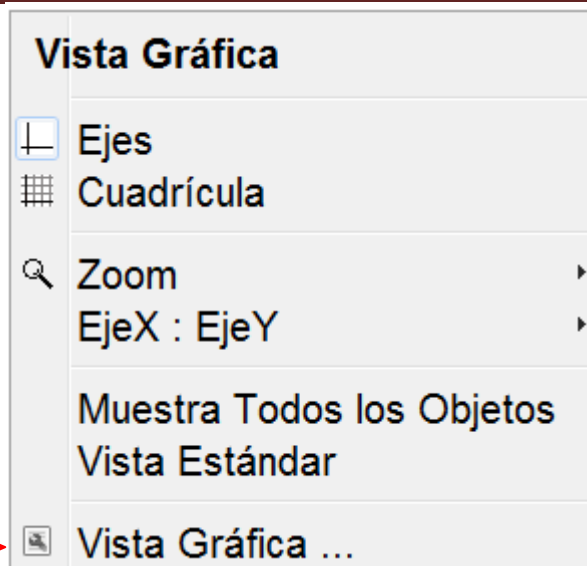 Vista Gráfica
Ejes
Cuadrícula
Zoom
EjeX : EjeY
Muestra Todos los Objetos
Vista Estándar
Vista Gráfica ...